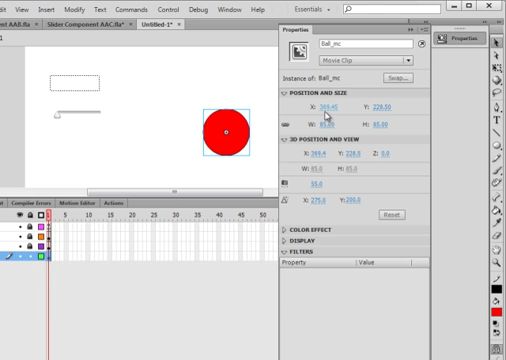 Insert Modify Text Commands Control Debug Window Help Essentials
fla AAB.fla × Slider Component AAC.fla* × Untitled-1* ×
Properties
Properties
Ball_mc
Movie Clip
Instance of: Ball_mc Swap...
POSITION AND SIZE
X: 369.45 Y: 228.50
W: 85.00 H: 85.00
3D POSITION AND VIEW
X: 369.4 Y: 228.5 Z: 0.0
W: 85.0 H: 85.0
55.0
X: 275.0 Y: 200.0
Reset
COLOR EFFECT
DISPLAY
FILTERS
Property Value
Compiler Errors Motion Editor Actions
1 5 10 15 20 25 30 35 40 45 50